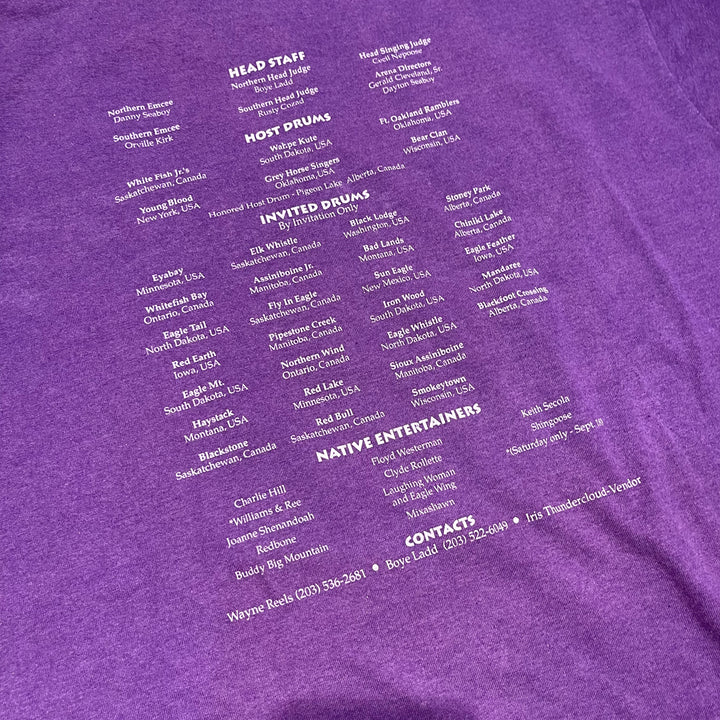 HEAD STAFF
Northern Emcee
Danny Seaboy
Southern Emcee
Orville Kirk
Northern Head Judge
Boye Ladd
Southern Head Judge
Rusty Cozad
Head Singing Judge
Cecil Nepoose
Arena Directors
Gerald Cleveland, Sr.
Dayton Seaboy
HOST DRUMS
White Fish Jr.'s
Saskatchewan, Canada
Young Blood
New York, USA
Wahpe Kute
South Dakota, USA
Grey Horse Singers
Oklahoma, USA
Ft. Oakland Ramblers
Oklahoma, USA
Bear Clan
Wisconsin, USA
Honored Host Drum - Pigeon Lake Alberta, Canada
INVITED DRUMS
By Invitation Only
Eyabay
Minnesota, USA
Whitefish Bay
Ontario, Canada
Eagle Tail
North Dakota, USA
Red Earth
Iowa, USA
Eagle Mt.
South Dakota, USA
Haystack
Montana, USA
Blackstone
Saskatchewan, Canada
Elk Whistle
Saskatchewan, Canada
Assiniboine Jr.
Manitoba, Canada
Fly In Eagle
Saskatchewan, Canada
Pipestone Creek
Manitoba, Canada
Northern Wind
Ontario, Canada
Red Lake
Minnesota, USA
Red Bull
Saskatchewan, Canada
Black Lodge
Washington, USA
Bad Lands
Montana, USA
Sun Eagle
New Mexico, USA
Iron Wood
South Dakota, USA
Eagle Whistle
North Dakota, USA
Sioux Assiniboine
Manitoba, Canada
Smokeytown
Wisconsin, USA
Stoney Park
Alberta, Canada
Chiniki Lake
Alberta, Canada
Eagle Feather
Iowa, USA
Mandaree
North Dakota, USA
Blackfoot Crossing
Alberta, Canada
NATIVE ENTERTAINERS
Charlie Hill
*Williams & Ree
Joanne Shenandoah
Redbone
Buddy Big Mountain
Floyd Westerman
Clyde Rollette
Laughing Woman
and Eagle Wing
Mixashawn
Keith Secola
Shingoose
*(Saturday only - Sept. 18)
CONTACTS
Wayne Reels (203) 536-2681 • Boye Ladd (203) 522-6049 • Iris Thundercloud-Vendor